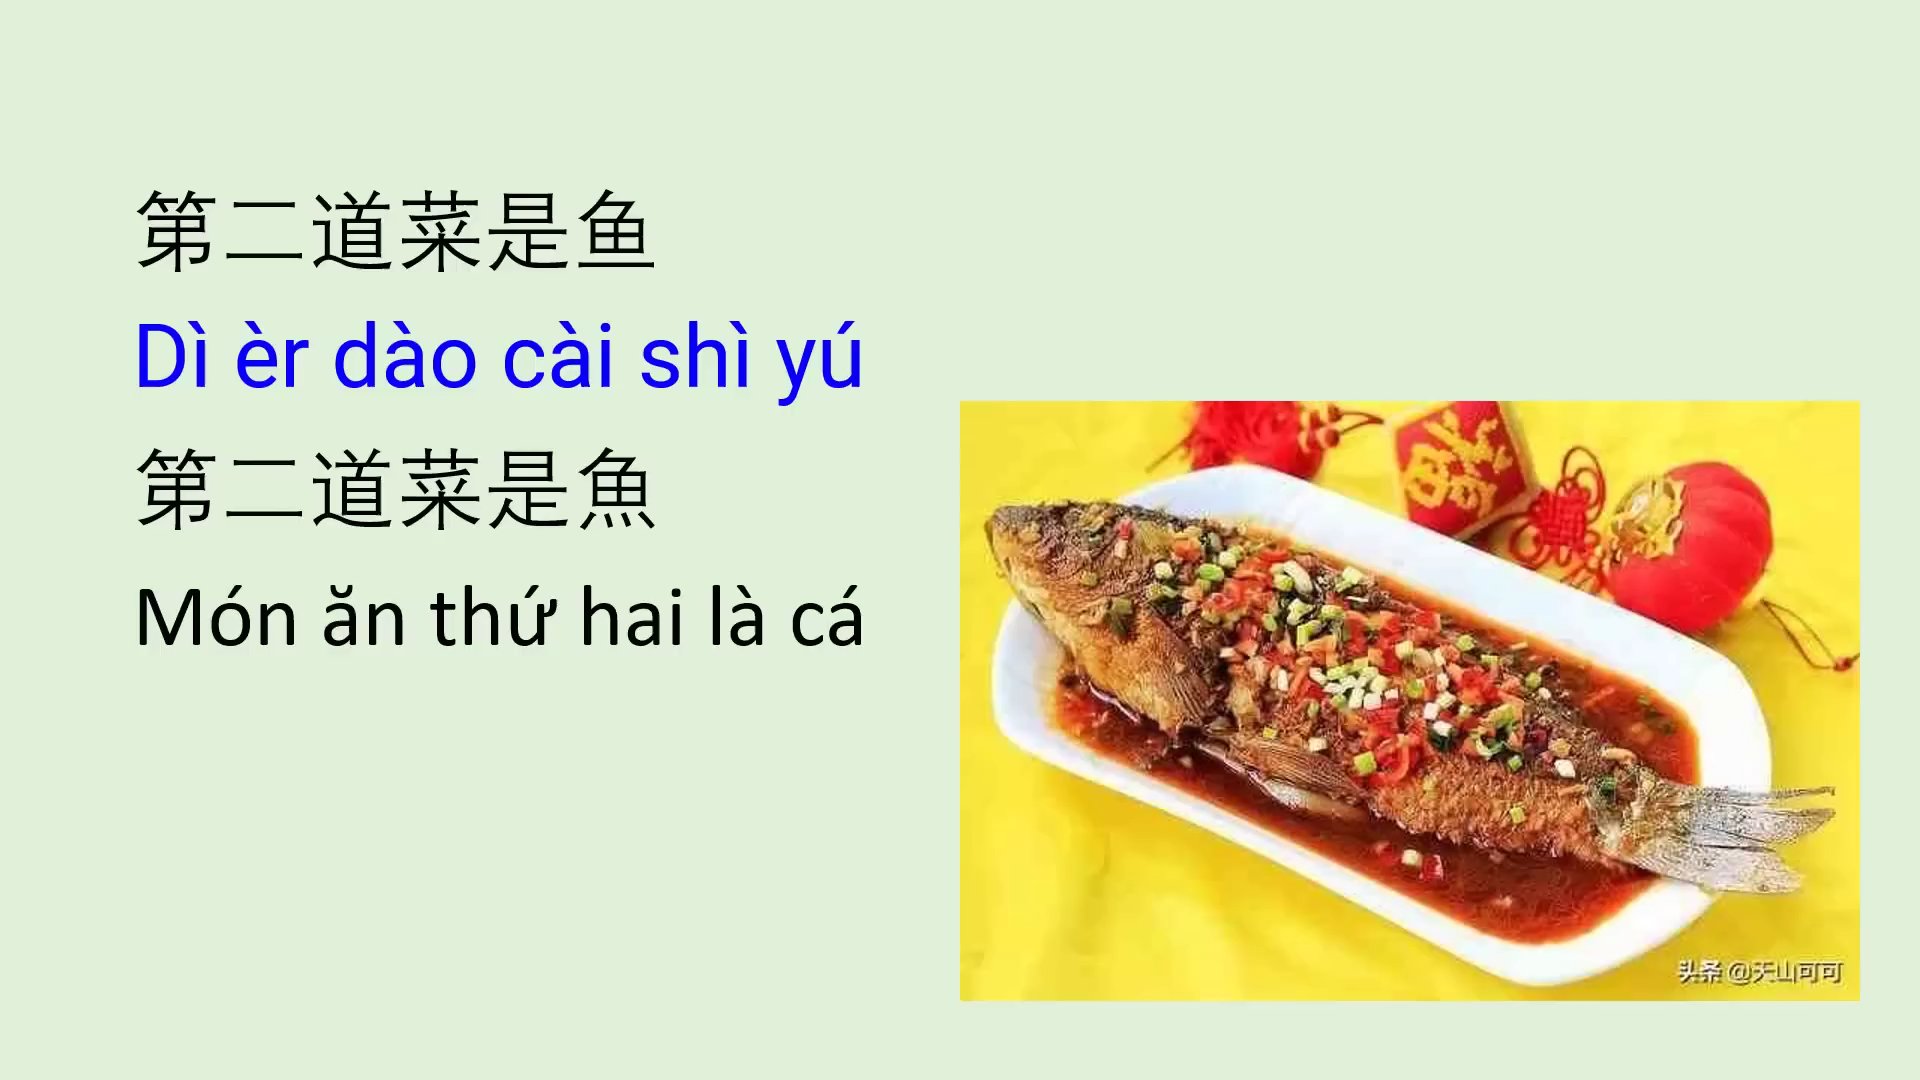 第二道菜是鱼
Dì èr dào cài shì yú
第二道菜是魚
Món ăn thứ hai là cá
福
头条 @天山可可